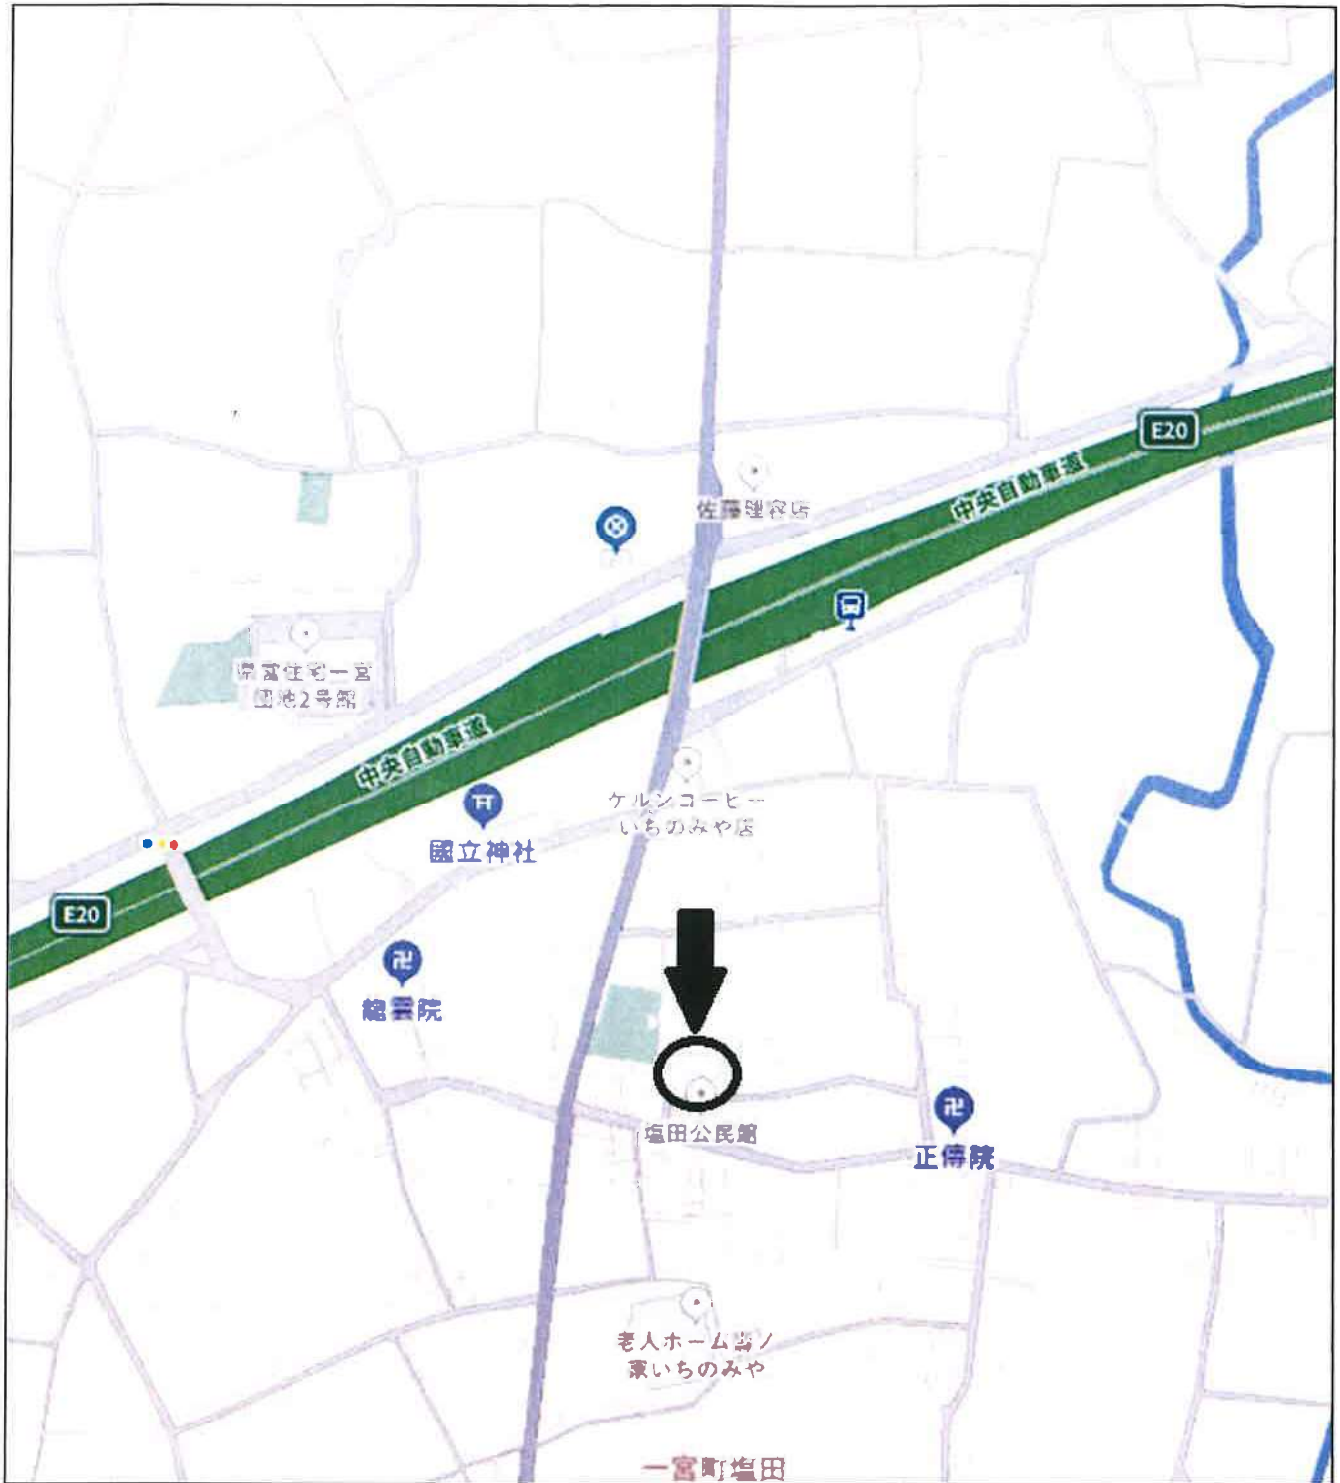 E20
中央自動車道
佐藤理容店
県営住宅一宮
団地2号館
中央自動車道
ケルンコーヒー
いちのみや店
國立神社
E20
龍雲院
塩田公民館
正傳院
老人ホーム
いちのみや
一宮町塩田